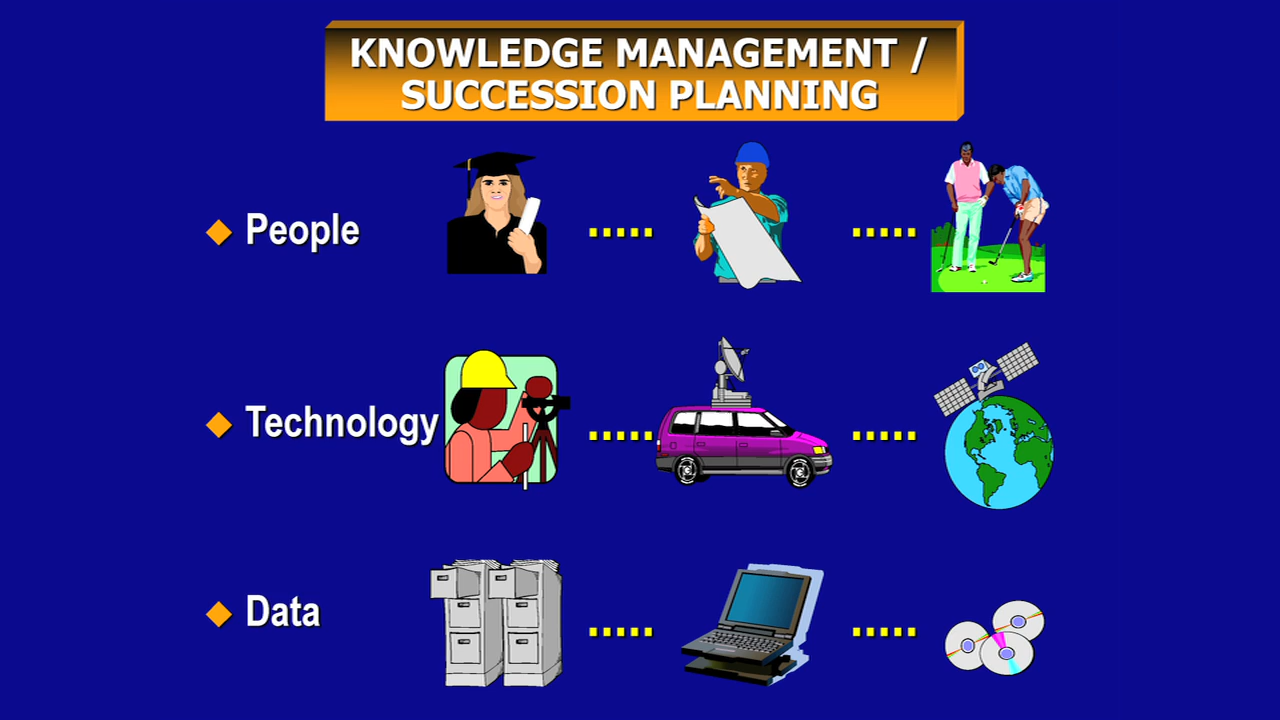 KNOWLEDGE MANAGEMENT /
SUCCESSION PLANNING
People
Technology
Data